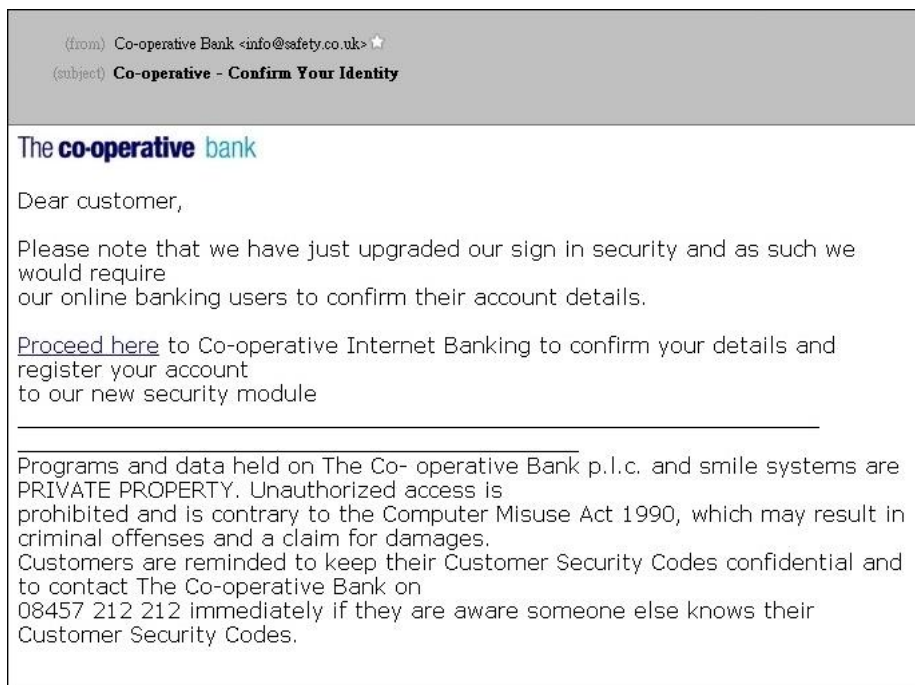 (from) Co-operative Bank <info@safety.co.uk>
(subject) Co-operative - Confirm Your Identity
The co-operative bank
Dear customer,
Please note that we have just upgraded our sign in security and as such we
would require
our online banking users to confirm their account details.
Proceed here to Co-operative Internet Banking to confirm your details and
register your account
to our new security module
Programs and data held on The Co- operative Bank p.l.c. and smile systems are
PRIVATE PROPERTY. Unauthorized access is
prohibited and is contrary to the Computer Misuse Act 1990, which may result in
criminal offenses and a claim for damages.
Customers are reminded to keep their Customer Security Codes confidential and
to contact The Co-operative Bank on
08457 212 212 immediately if they are aware someone else knows their
Customer Security Codes.